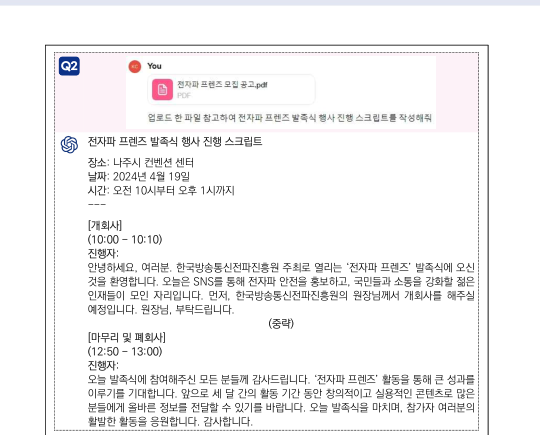 Q2
You
전자파 프렌즈 모집 공고.pdf
PDF
업로드 한 파일 참고하여 전자파 프렌즈 발족식 행사 진행 스크립트를 작성해줘
전자파 프렌즈 발족식 행사 진행 스크립트
장소: 나주시 컨벤션 센터
날짜: 2024년 4월 19일
시간: 오전 10시부터 오후 1시까지
---
[개회사]
(10:00 - 10:10)
진행자:
안녕하세요, 여러분. 한국방송통신전파진흥원 주최로 열리는 ‘전자파 프렌즈’ 발족식에 오신
것을 환영합니다. 오늘은 SNS를 통해 전자파 안전을 홍보하고, 국민들과 소통을 강화할 젊은
인재들이 모인 자리입니다. 먼저, 한국방송통신전파진흥원의 원장님께서 개회사를 해주실
예정입니다. 원장님, 부탁드립니다.
(중략)
[마무리 및 폐회사]
(12:50 - 13:00)
진행자:
오늘 발족식에 참여해주신 모든 분들께 감사드립니다. ‘전자파 프렌즈’ 활동을 통해 큰 성과를
이루기를 기대합니다. 앞으로 세 달 간의 활동 기간 동안 창의적이고 실용적인 콘텐츠로 많은
분들에게 올바른 정보를 전달할 수 있기를 바랍니다. 오늘 발족식을 마치며, 참가자 여러분의
활발한 활동을 응원합니다. 감사합니다.